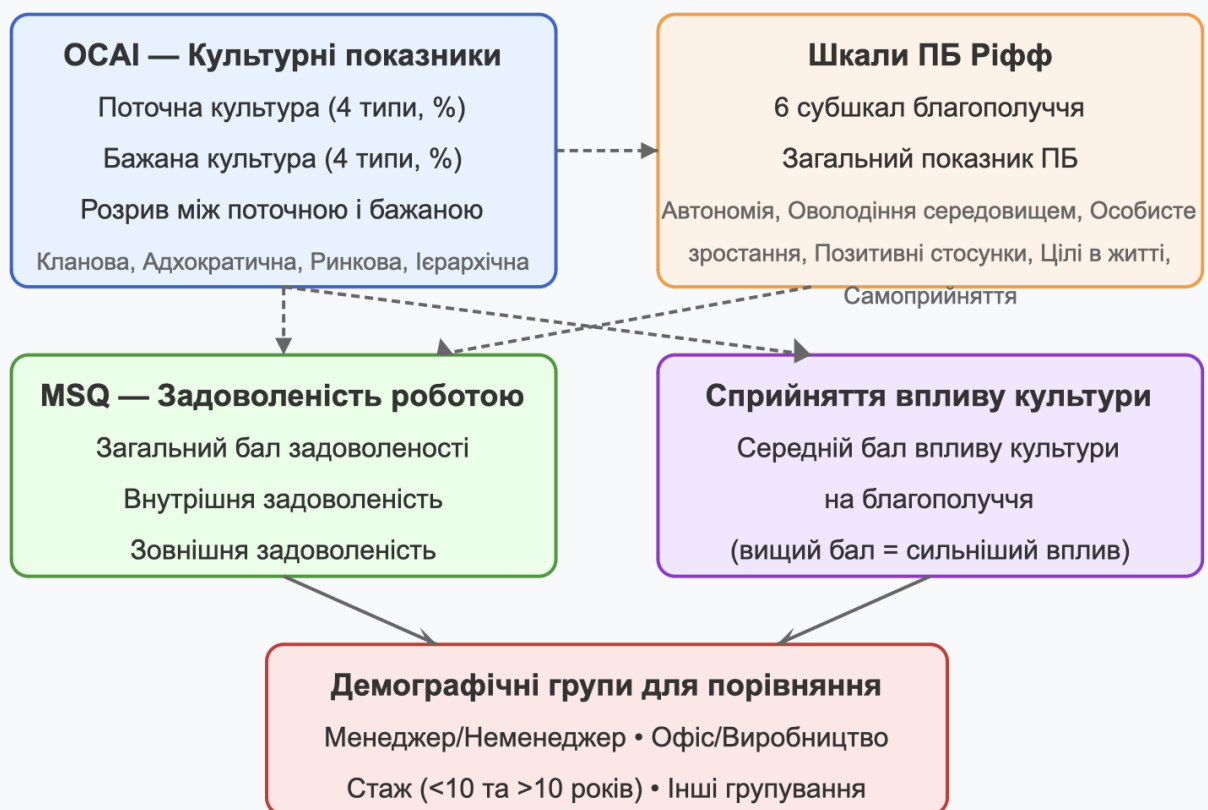 OCAI — Культурні показники
Поточна культура (4 типи, %)
Бажана культура (4 типи, %)
Розрив між поточною і бажаною
Кланова, Адхократична, Ринкова, Ієрархічна
Шкали ПБ Ріфф
6 субшкал благополуччя
Загальний показник ПБ
Автономія, Оволодіння середовищем, Особисте
зростання, Позитивні стосунки, Цілі в житті,
Самоприйняття
MSQ — Задоволеність роботою
Загальний бал задоволеності
Внутрішня задоволеність
Зовнішня задоволеність
Сприйняття впливу культури
Середній бал впливу культури
на благополуччя
(вищий бал = сильніший вплив)
Демографічні групи для порівняння
Менеджер/Неменеджер • Офіс/Виробництво
Стаж (<10 та >10 років) • Інші групування